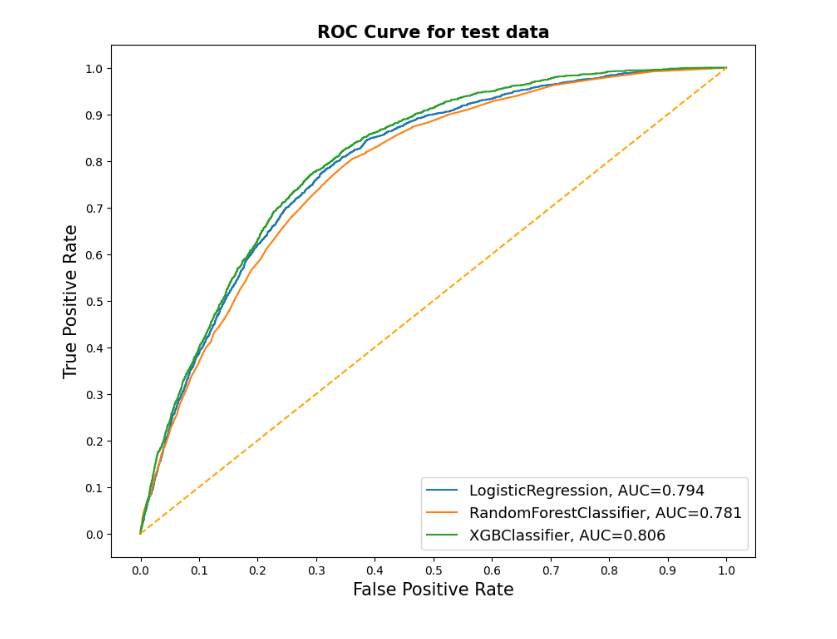 ROC Curve for test data
True Positive Rate
1.0
0.9
0.8
0.7
0.6
0.5
0.4
0.3
0.2
0.1
0.0
LogisticRegression, AUC=0.794
RandomForestClassifier, AUC=0.781
XGBClassifier, AUC=0.806
0.0 0.1 0.2 0.3 0.4 0.5 0.6 0.7 0.8 0.9 1.0
False Positive Rate